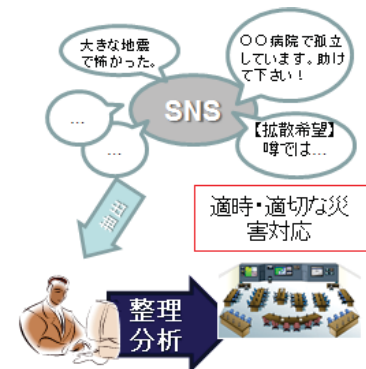 大きな地震
で怖かった。
〇〇病院で孤立
しています。助け
て下さい！
SNS
…
…
【拡散希望】
噂では…
抽出
適時・適切な災
害対応
整理
分析